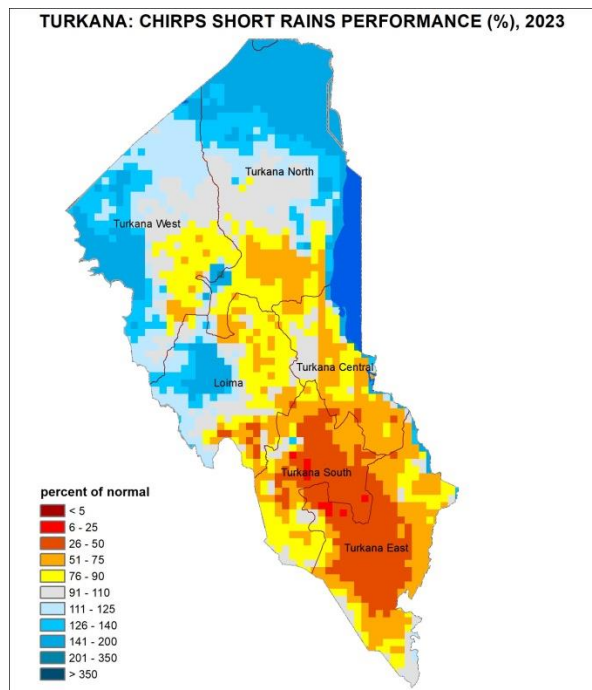 TURKANA: CHIRPS SHORT RAINS PERFORMANCE (%), 2023
Turkana North
Turkana West
Turkana Central
Loima
Turkana South
Turkana East
percent of normal
< 5
6 - 25
26 - 50
51 - 75
76 - 90
91 - 110
111 - 125
126 - 140
141 - 200
201 - 350
> 350